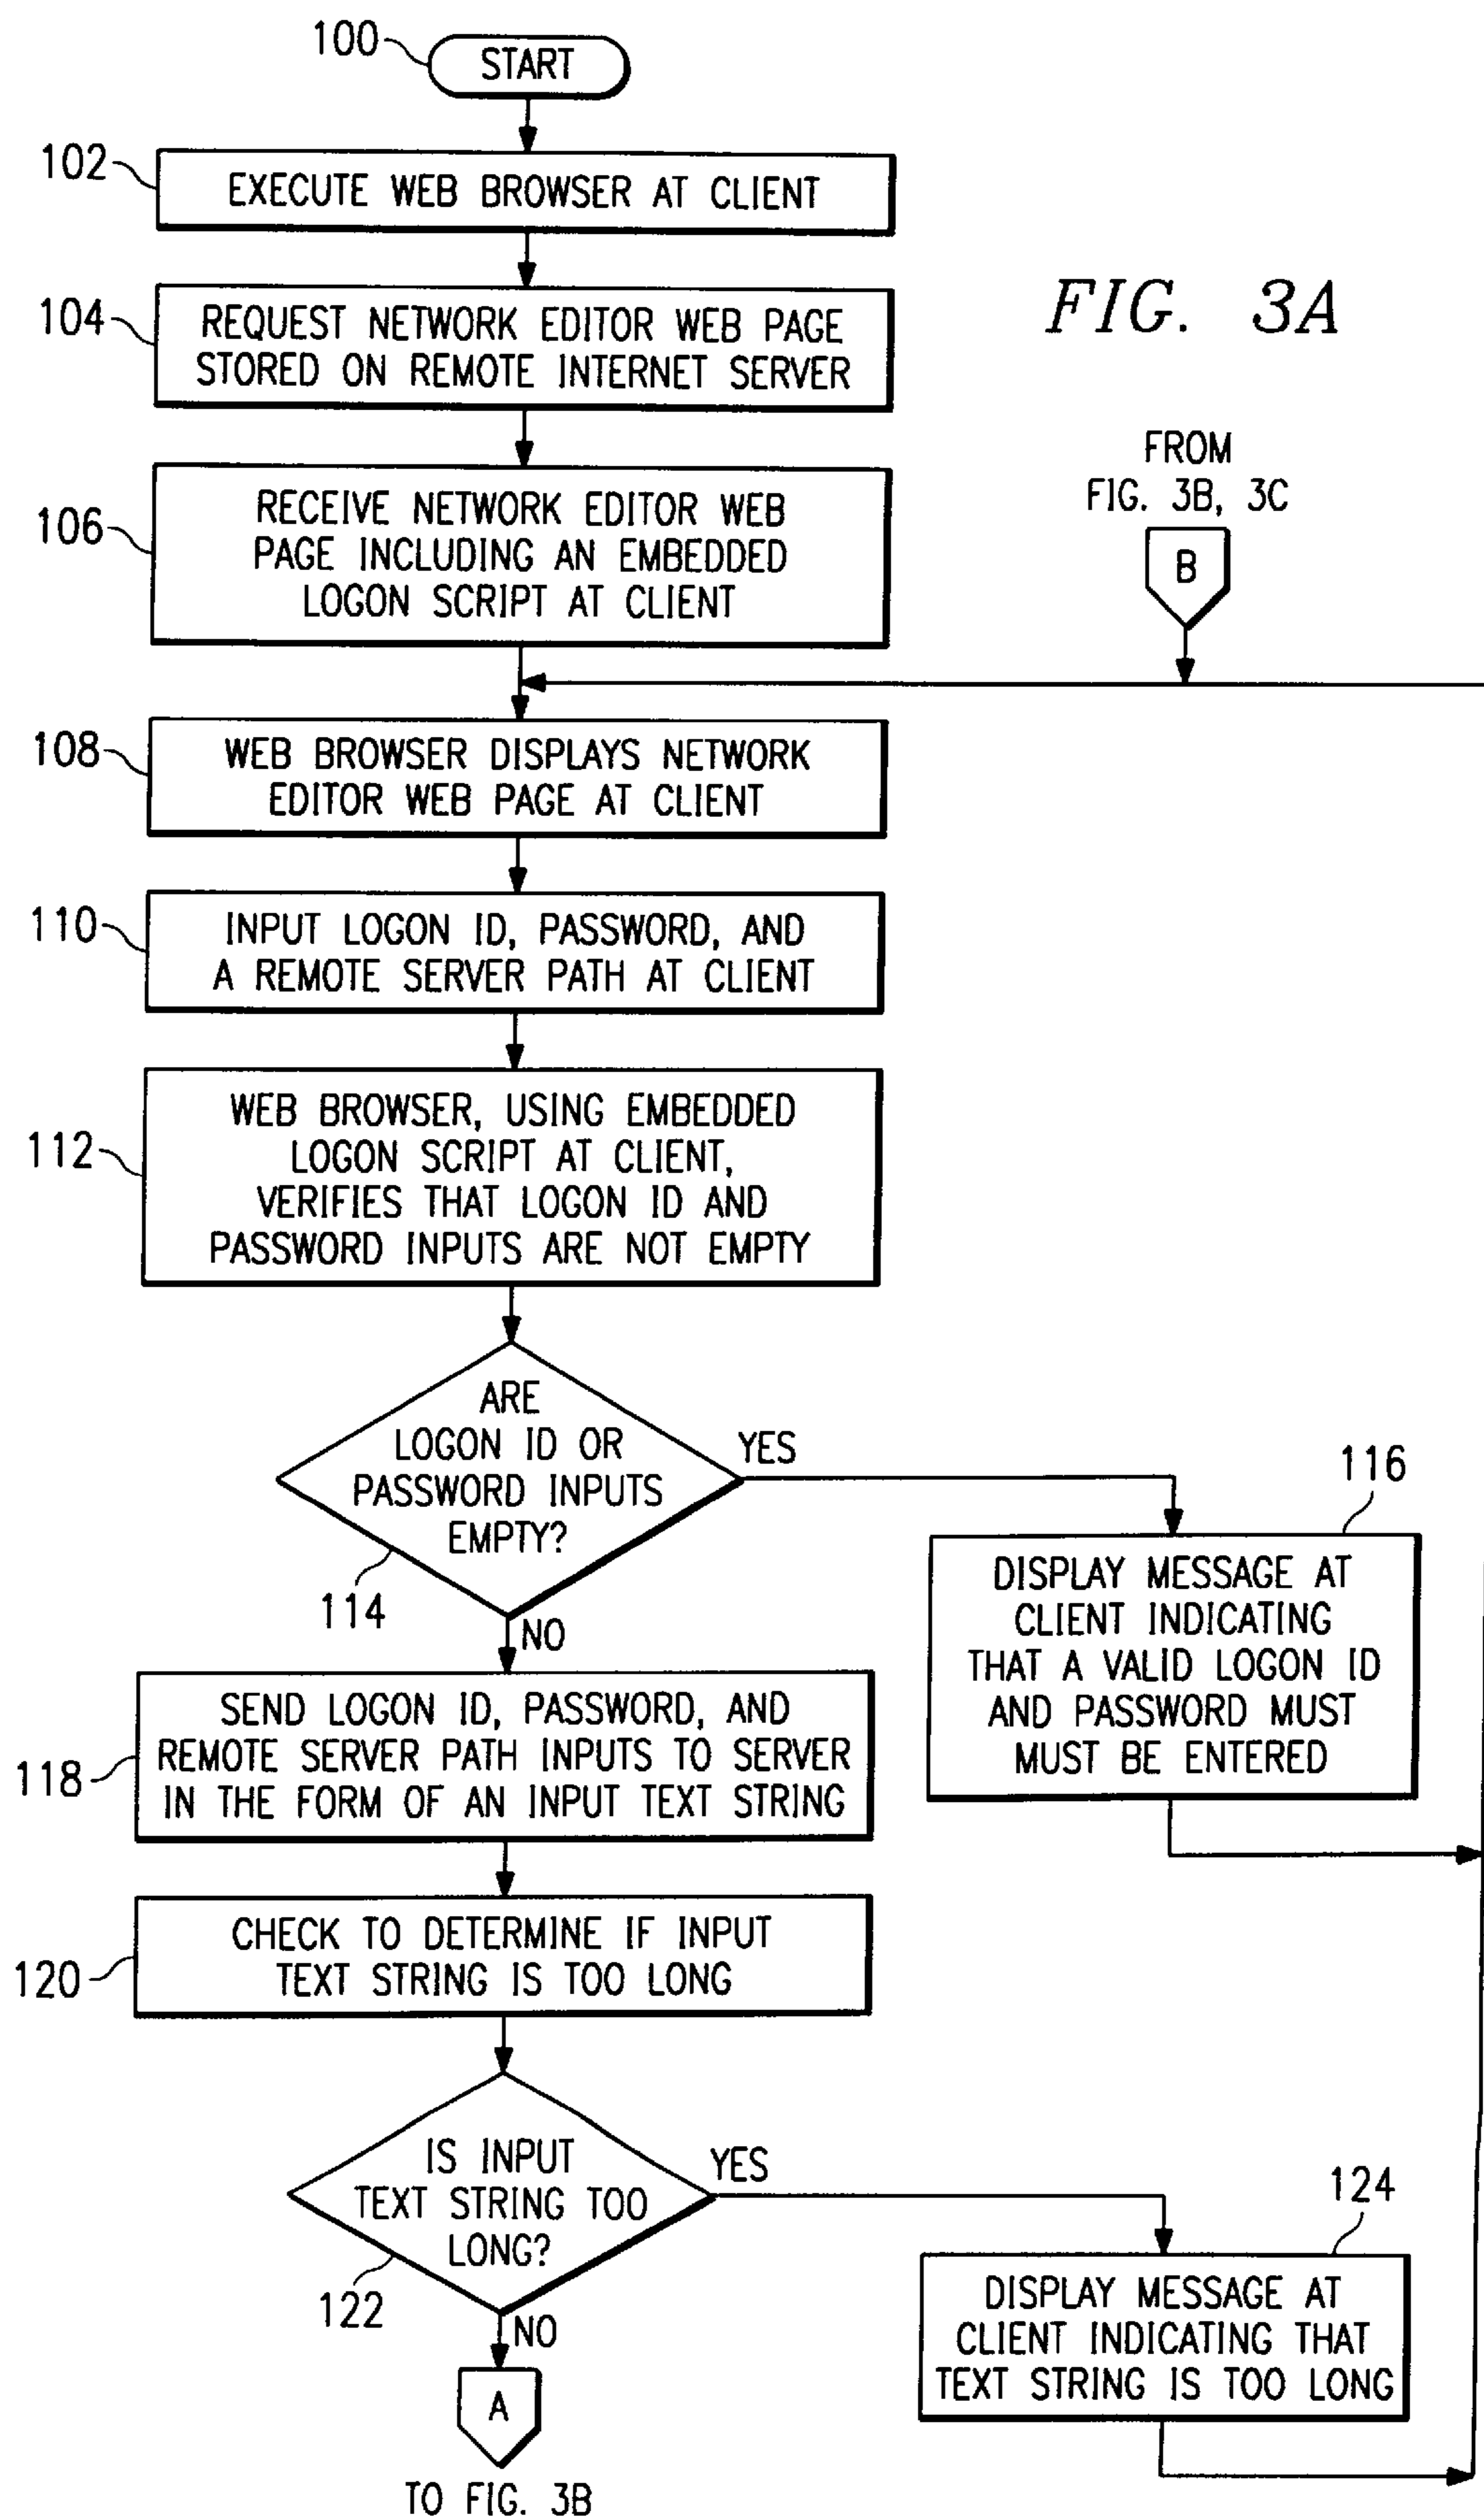 100
START
102
EXECUTE WEB BROWSER AT CLIENT
104
REQUEST NETWORK EDITOR WEB PAGE
STORED ON REMOTE INTERNET SERVER
FIG. 3A
106
RECEIVE NETWORK EDITOR WEB
PAGE INCLUDING AN EMBEDDED
LOGON SCRIPT AT CLIENT
FROM
FIG. 3B, 3C
B
108
WEB BROWSER DISPLAYS NETWORK
EDITOR WEB PAGE AT CLIENT
110
INPUT LOGON ID, PASSWORD, AND
A REMOTE SERVER PATH AT CLIENT
112
WEB BROWSER, USING EMBEDDED
LOGON SCRIPT AT CLIENT,
VERIFIES THAT LOGON ID AND
PASSWORD INPUTS ARE NOT EMPTY
ARE
LOGON ID OR
PASSWORD INPUTS
EMPTY?
114
YES
NO
116
DISPLAY MESSAGE AT
CLIENT INDICATING
THAT A VALID LOGON ID
AND PASSWORD MUST
MUST BE ENTERED
118
SEND LOGON ID, PASSWORD, AND
REMOTE SERVER PATH INPUTS TO SERVER
IN THE FORM OF AN INPUT TEXT STRING
120
CHECK TO DETERMINE IF INPUT
TEXT STRING IS TOO LONG
IS INPUT
TEXT STRING TOO
LONG?
122
YES
NO
124
DISPLAY MESSAGE AT
CLIENT INDICATING THAT
TEXT STRING IS TOO LONG
A
TO FIG. 3B